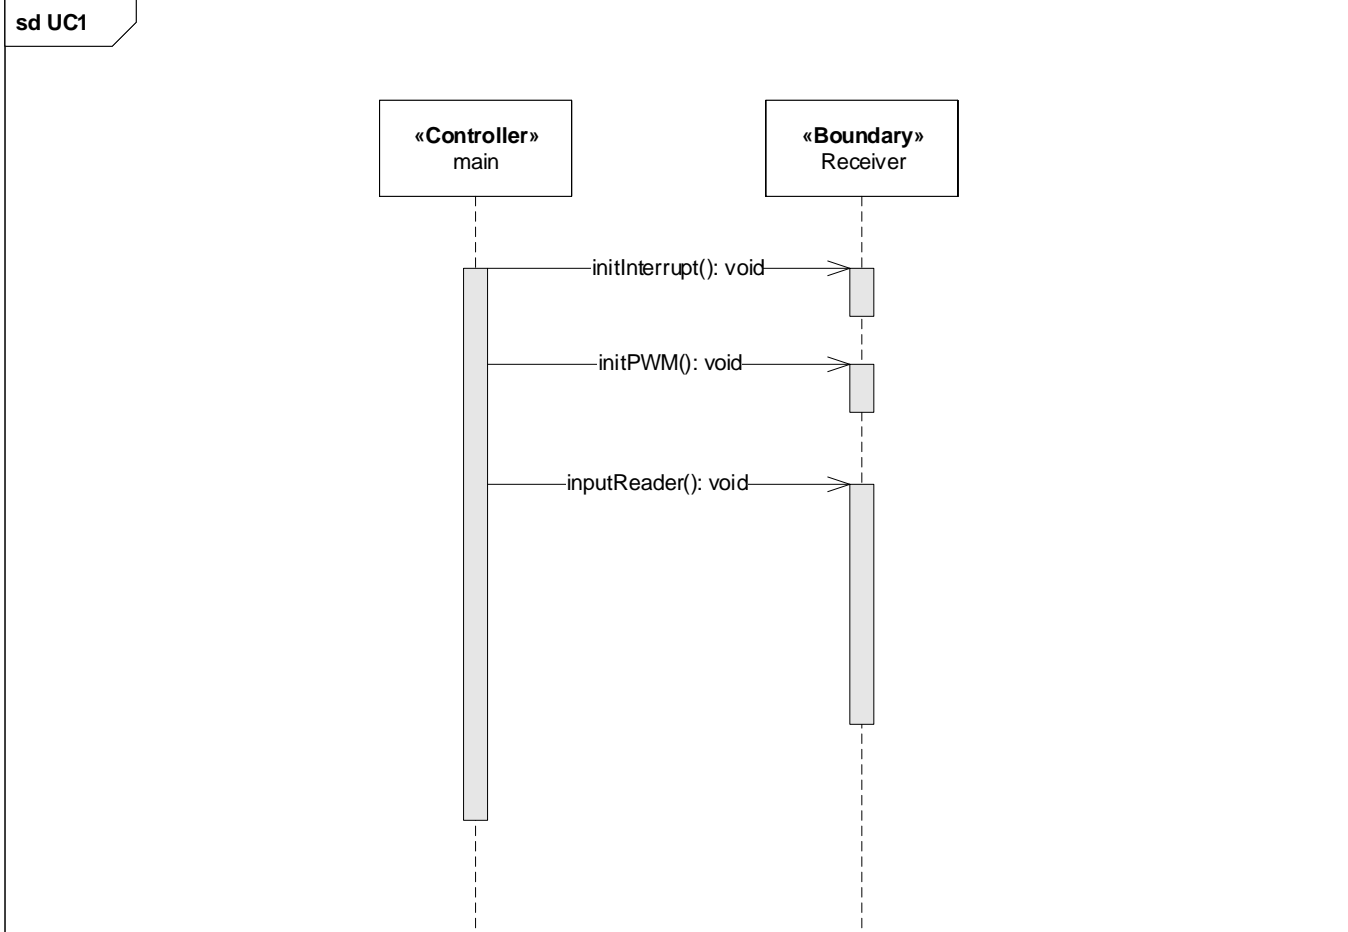 sd UC1
«Controller»
main
«Boundary»
Receiver
initInterrupt(): void
initPWM(): void
inputReader(): void